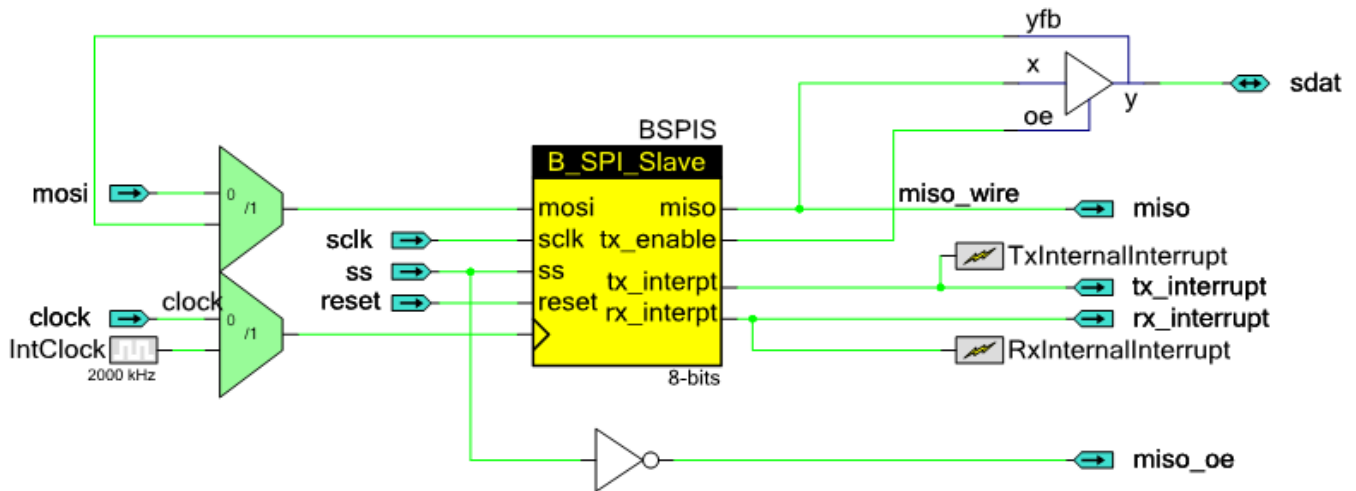 yfb
x
y
sdat
oe
BSPIS
B_SPI_Slave
mosi
0
/1
mosi
miso
miso_wire
miso
sclk
sclk
tx_enable
ss
ss
TxInternalInterrupt
tx_interpt
tx_interrupt
reset
reset
rx_interpt
rx_interrupt
clock
clock
0
/1
IntClock
2000 kHz
RxInternalInterrupt
8-bits
miso_oe